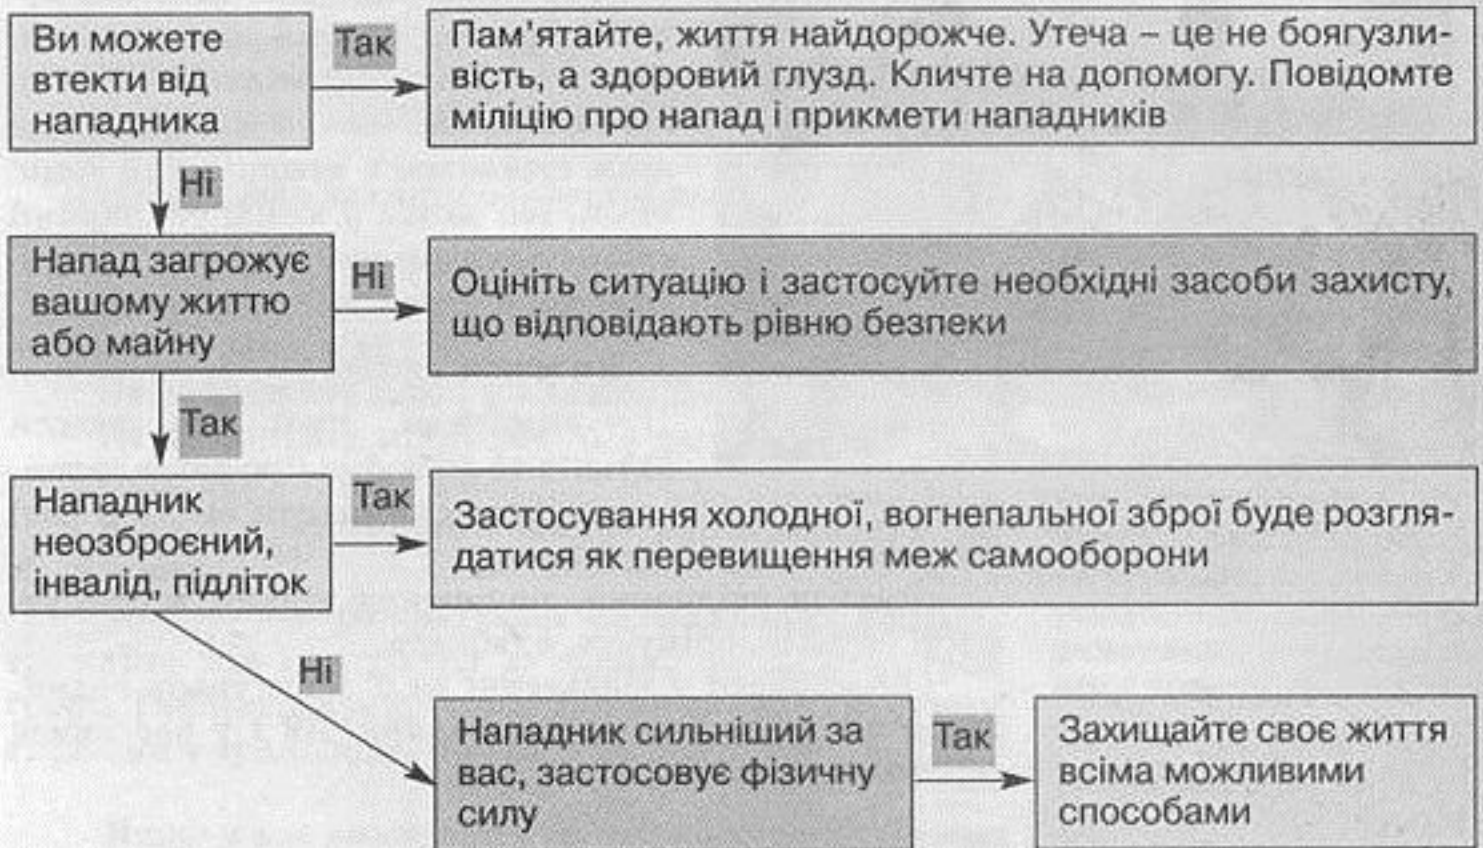 Ви можете
втекти від
нападника
Так
Пам'ятайте, життя найдорожче. Утеча – це не боягузли-
вість, а здоровий глузд. Кличте на допомогу. Повідомте
міліцію про напад і прикмети нападників
Ні
Напад загрожує
вашому життю
або майну
Ні
Оцініть ситуацію і застосуйте необхідні засоби захисту,
що відповідають рівню безпеки
Так
Нападник
неозброєний,
інвалід, підліток
Так
Застосування холодної, вогнепальної зброї буде розгля-
датися як перевищення меж самооборони
Ні
Нападник сильніший за
вас, застосовує фізичну
силу
Так
Захищайте своє життя
всіма можливими
способами